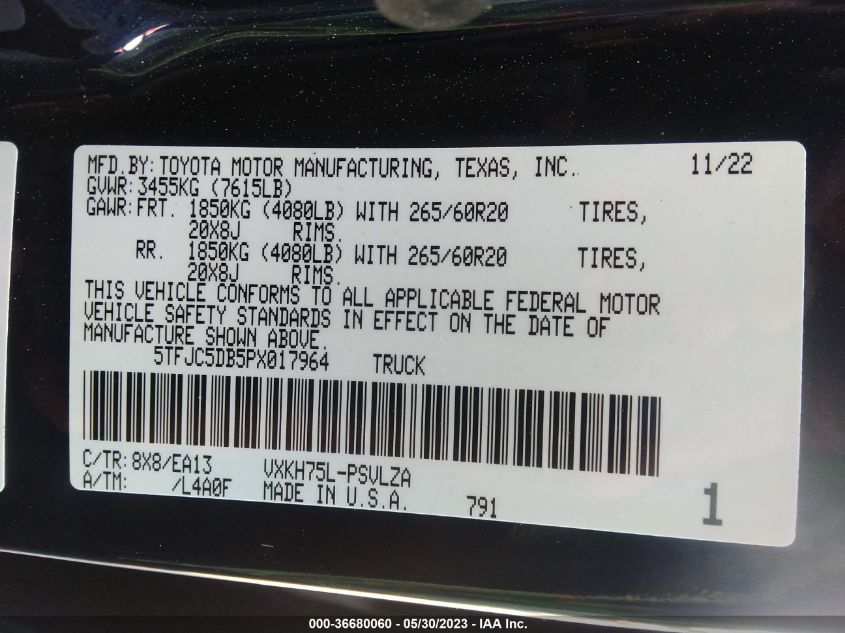 MFD.BY:TOYOTA MOTOR MANUFACTURING, TEXAS, INC. 11/22
GVWR:3455KG (7615LB)
GAWR:FRT. 1850KG (4080LB) WITH 265/60R20 TIRES,
20X8J RIMS.
RR. 1850KG (4080LB) WITH 265/60R20 TIRES,
20X8J RIMS.
THIS VEHICLE CONFORMS TO ALL APPLICABLE FEDERAL MOTOR
VEHICLE SAFETY STANDARDS IN EFFECT ON THE DATE OF
MANUFACTURE SHOWN ABOVE.
5TFJC5DB5PX017964 TRUCK
C/TR:8X8/EA13 VXKH75L-PSVLZA
A/TM: /L4A0F MADE IN U.S.A. 791 1
000-36680060 - 05/30/2023 - IAA Inc.